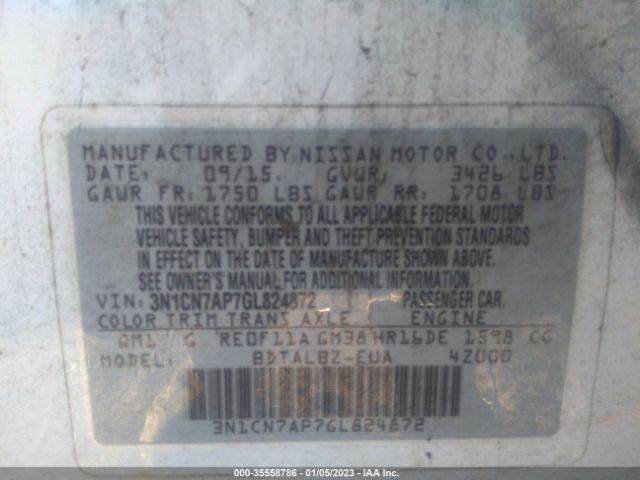 MANUFACTURED BY NISSAN MOTOR CO.,LTD.
DATE: 09/15. GVWR: 3426 LBS
GAWR FR: 1750 LBS GAWR RR: 1708 LBS
THIS VEHICLE CONFORMS TO ALL APPLICABLE FEDERAL MOTOR
VEHICLE SAFETY, BUMPER AND THEFT PREVENTION STANDARDS
IN EFFECT ON THE DATE OF MANUFACTURE SHOWN ABOVE.
SEE OWNER'S MANUAL FOR ADDITIONAL INFORMATION.
VIN: 3N1CN7AP7GL824872 PASSENGER CAR.
COLOR TRIM TRANS AXLE ENGINE
QM1 G RE0F11A GM38 HR16DE 1598 CC
MODEL: BDTALBZ-EUA 4Z000
3N1CN7AP7GL824872
000-35558786 - 01/05/2023 - IAA Inc.